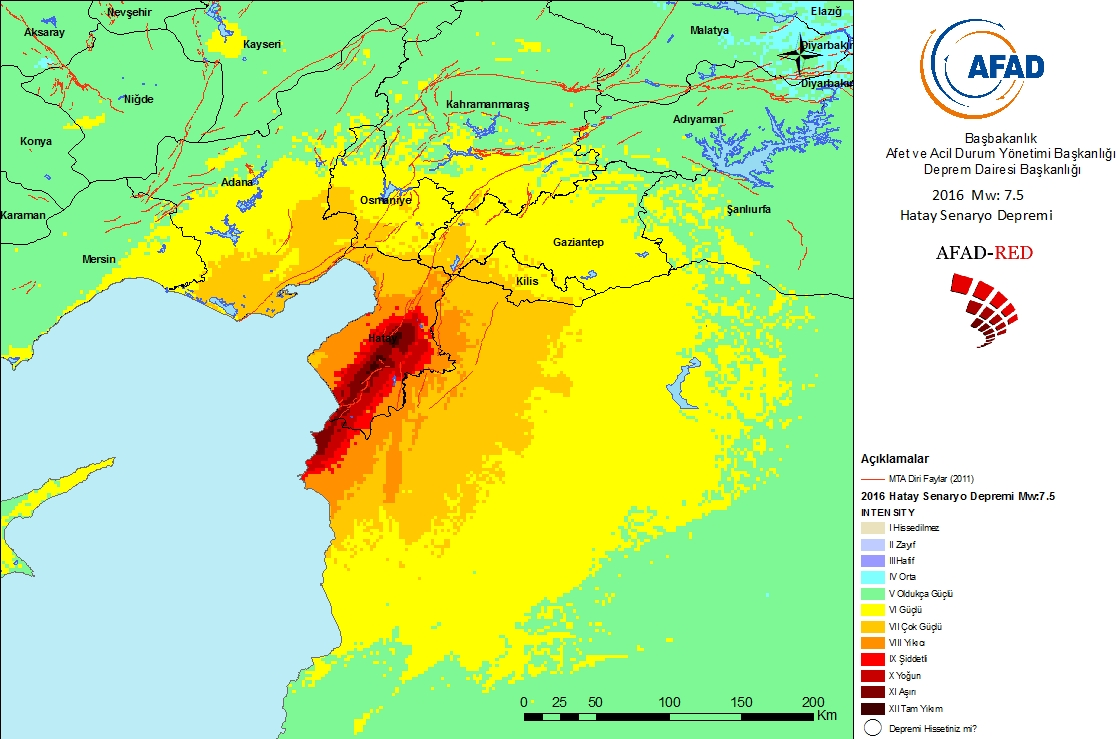 Nevşehir
Elazığ
Aksaray
Kayseri
Malatya
Diyarbakır
Diyarbakır
Niğde
Kahramanmaraş
Adıyaman
Konya
Adana
Osmaniye
Karaman
Şanlıurfa
Gaziantep
Mersin
Kilis
Hatay
0 25 50 100 150 200
Km
AFAD
Başbakanlık
Afet ve Acil Durum Yönetimi Başkanlığı
Deprem Dairesi Başkanlığı
2016 Mw: 7.5
Hatay Senaryo Depremi
AFAD-RED
Açıklamalar
MTA Diri Faylar (2011)
2016 Hatay Senaryo Depremi Mw:7.5
INTENSITY
I Hissedilmez
II Zayıf
III Hafif
IV Orta
V Oldukça Güçlü
VI Güçlü
VII Çok Güçlü
VIII Yıkıcı
IX Şiddetli
X Yoğun
XI Aşırı
XII Tam Yıkım
Depremi Hissetiniz mi?